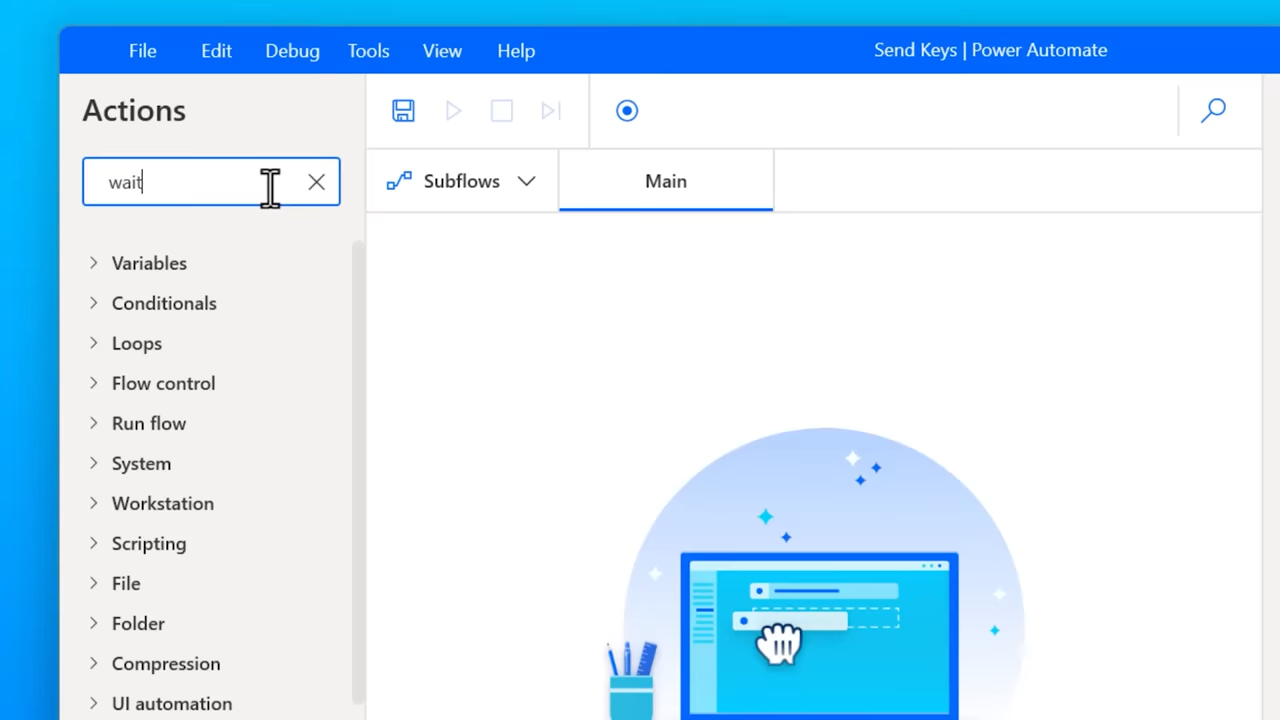 File Edit Debug Tools View Help Send Keys | Power Automate
Actions
wait
Subflows Main
Variables
Conditionals
Loops
Flow control
Run flow
System
Workstation
Scripting
File
Folder
Compression
UI automation